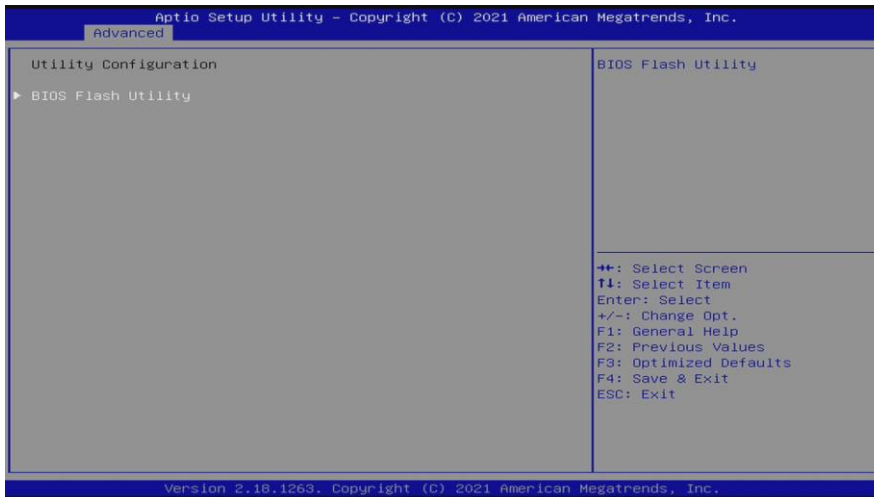 Aptio Setup Utility – Copyright (C) 2021 American Megatrends, Inc.
Advanced
Utility Configuration
▶ BIOS Flash Utility
BIOS Flash Utility
→←: Select Screen
↑↓: Select Item
Enter: Select
+/-: Change Opt.
F1: General Help
F2: Previous Values
F3: Optimized Defaults
F4: Save & Exit
ESC: Exit
Version 2.18.1263. Copyright (C) 2021 American Megatrends, Inc.